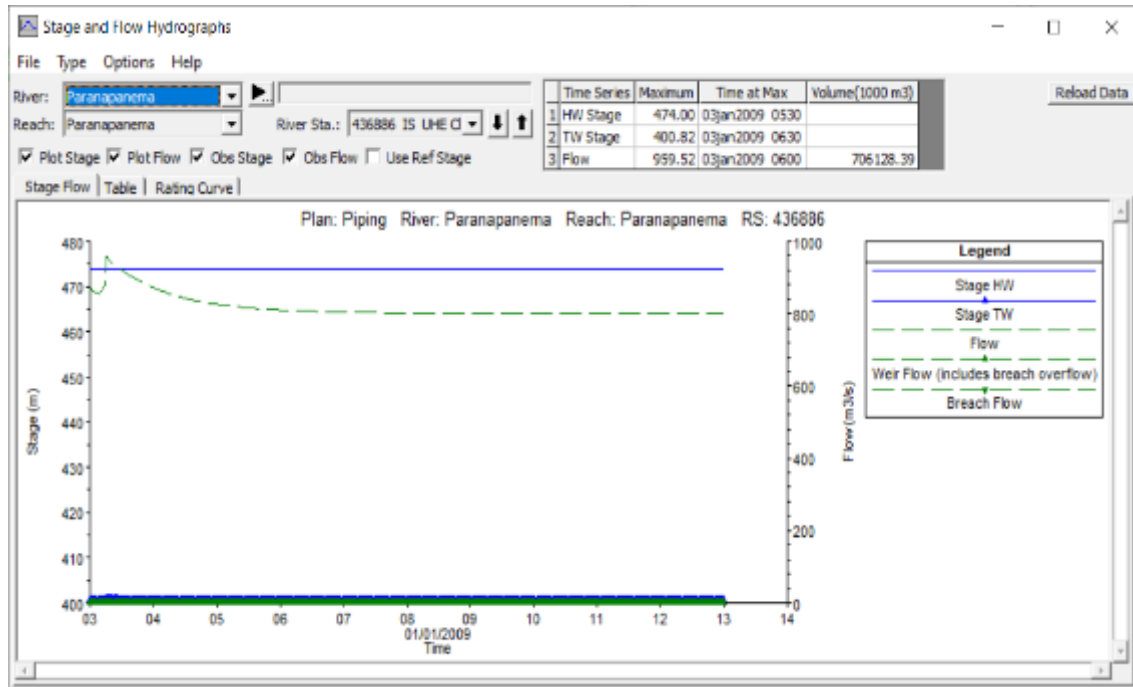 Stage and Flow Hydrographs
File Type Options Help
River: Paranapanema
Reach: Paranapanema River Sta.: 436886 IS UHE
Plot Stage Plot Flow Obs Stage Obs Flow Use Ref Stage
Time Series Maximum Time at Max Volume(1000 m3)
1 HW Stage 474.00 03jan2009 0530
2 TW Stage 400.82 03jan2009 0630
3 Flow 959.52 03jan2009 0600 706128.39
Reload Data
Stage Flow Table Rating Curve
Plan: Piping River: Paranapanema Reach: Paranapanema RS: 436886
480
470
460
450
440
430
420
410
400
Stage (m)
1000
800
600
400
200
0
Flow (m3/s)
03 04 05 06 07 08 09 10 11 12 13 14
01/01/2009
Time
Legend
Stage HW
Stage TW
Flow
Weir Flow (includes breach overflow)
Breach Flow